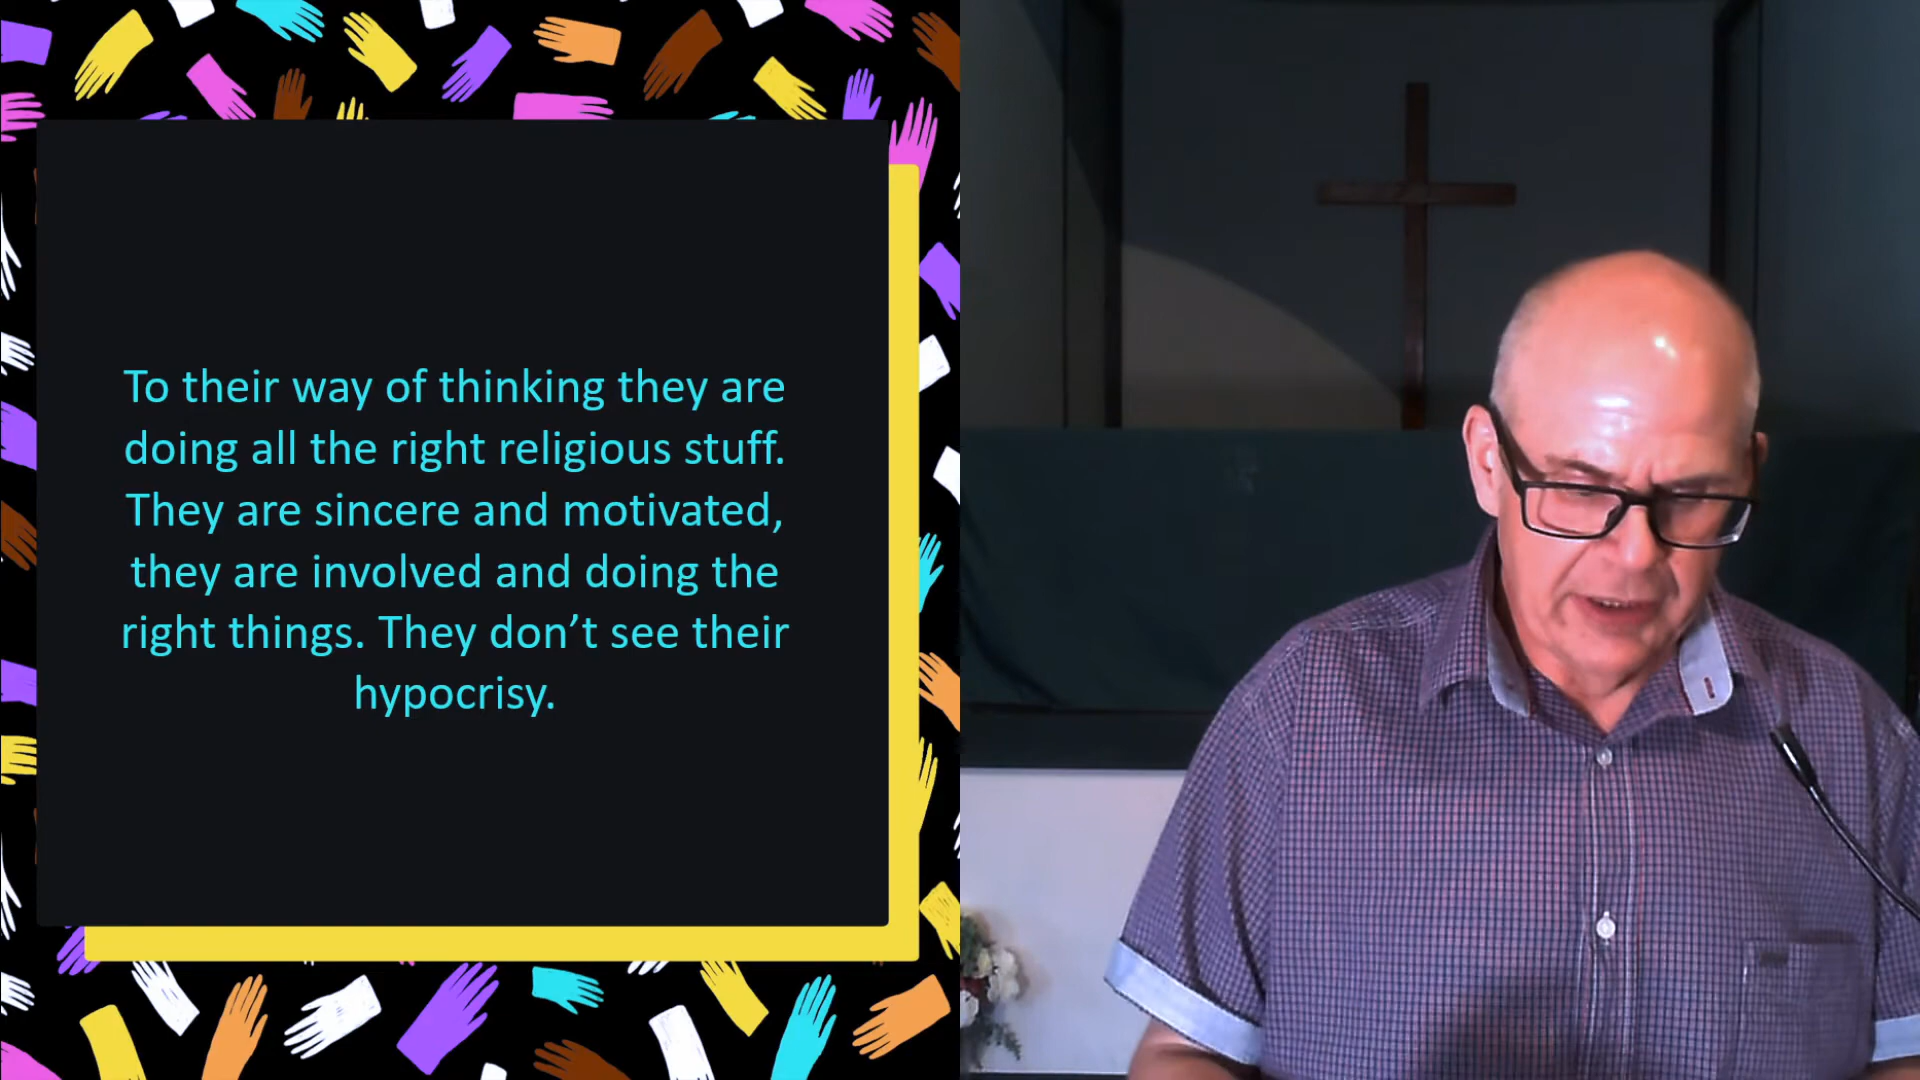 To their way of thinking they are
doing all the right religious stuff.
They are sincere and motivated,
they are involved and doing the
right things. They don’t see their
hypocrisy.